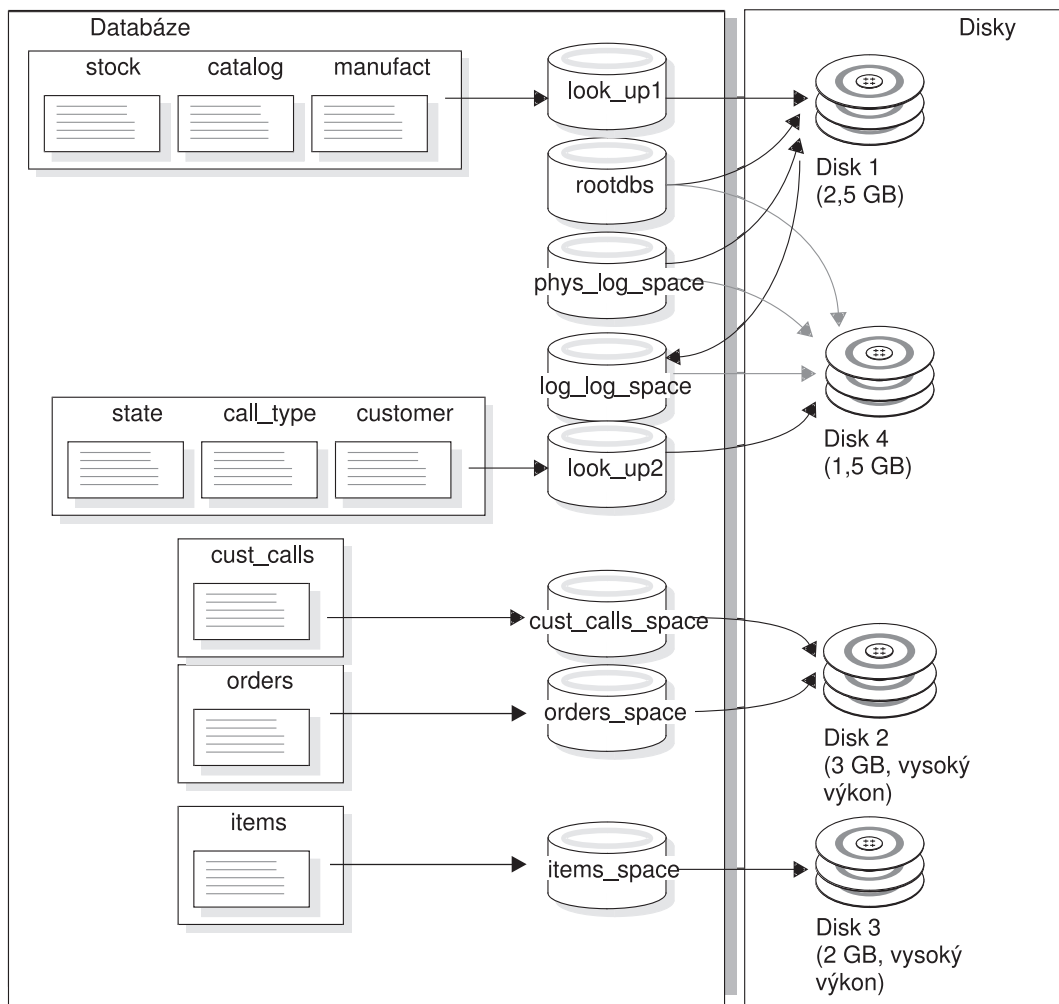 Databáze
Disky
stock
catalog
manufact
look_up1
rootdbs
Disk 1
(2,5 GB)
phys_log_space
log_log_space
state
call_type
customer
look_up2
Disk 4
(1,5 GB)
cust_calls
cust_calls_space
orders
orders_space
Disk 2
(3 GB, vysoký
výkon)
items
items_space
Disk 3
(2 GB, vysoký
výkon)